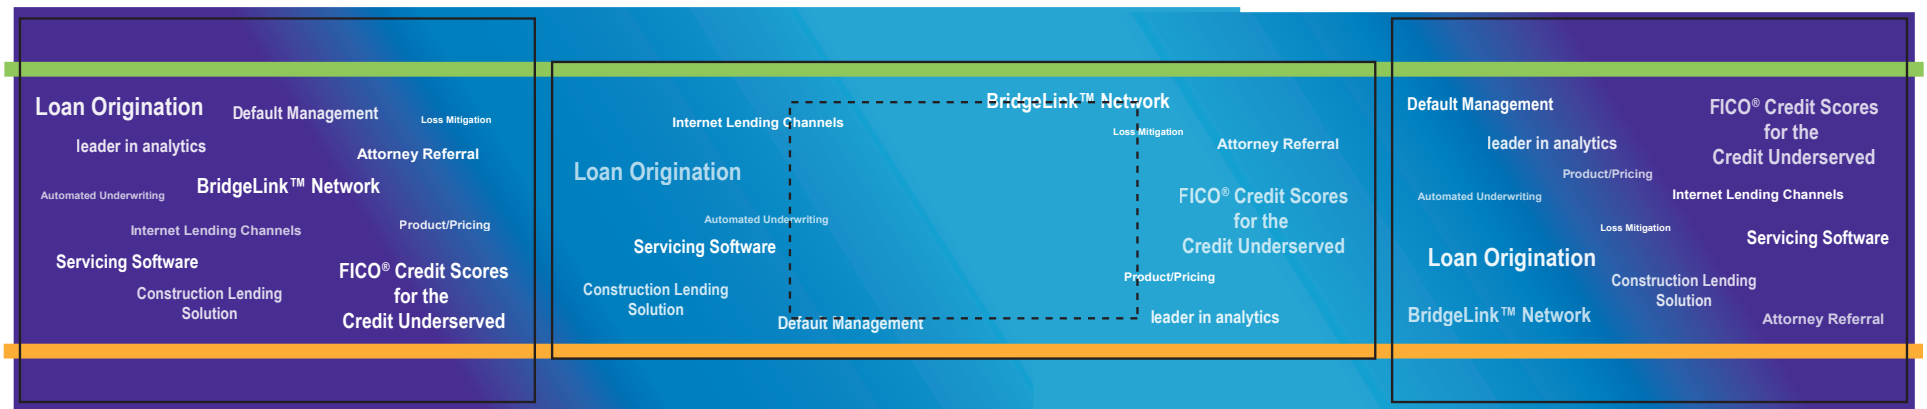 Loan Origination
Default Management
Loss Mitigation
leader in analytics
Attorney Referral
BridgeLink™ Network
Automated Underwriting
Internet Lending Channels
Product/Pricing
Servicing Software
FICO® Credit Scores
for the
Credit Underserved
Construction Lending
Solution
BridgeLink™ Network
Internet Lending Channels
Loss Mitigation
Attorney Referral
Loan Origination
FICO® Credit Scores
for the
Credit Underserved
Automated Underwriting
Servicing Software
Product/Pricing
Construction Lending
Solution
leader in analytics
Default Management
Default Management
FICO® Credit Scores
for the
Credit Underserved
leader in analytics
Product/Pricing
Automated Underwriting
Internet Lending Channels
Loss Mitigation
Servicing Software
Loan Origination
Construction Lending
Solution
BridgeLink™ Network
Attorney Referral